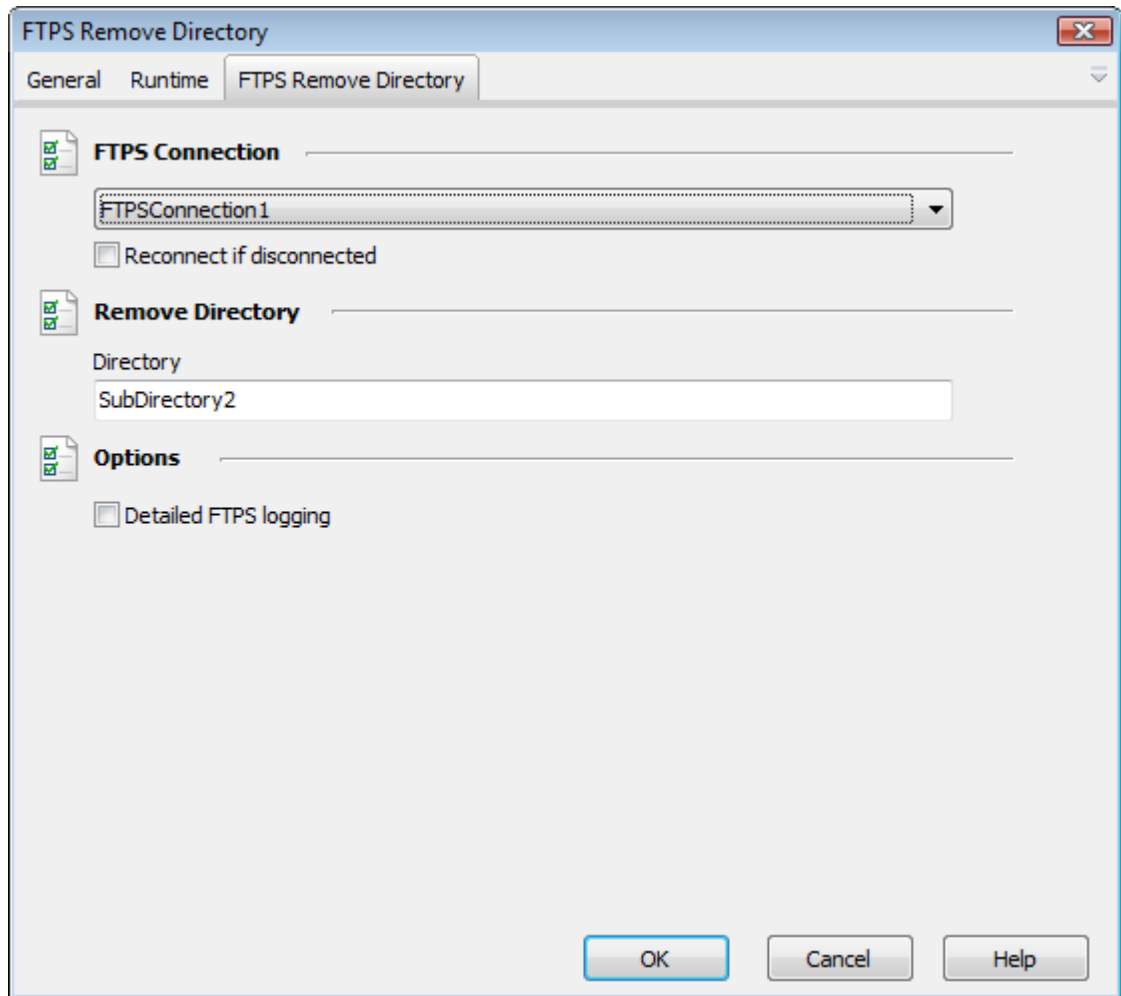 FTPS Remove Directory
General Runtime FTPS Remove Directory
FTPS Connection
FTPSConnection1
Reconnect if disconnected
Remove Directory
Directory
SubDirectory2
Options
Detailed FTPS logging
OK Cancel Help